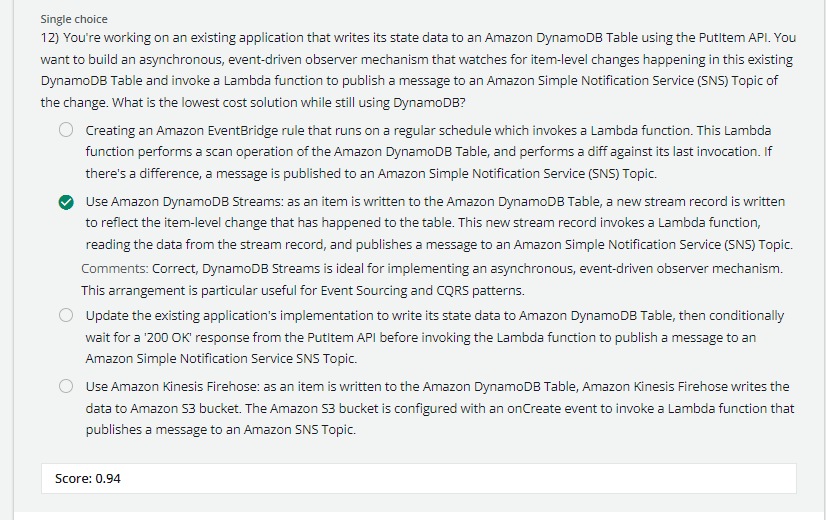 Single choice
12) You're working on an existing application that writes its state data to an Amazon DynamoDB Table using the PutItem API. You
want to build an asynchronous, event-driven observer mechanism that watches for item-level changes happening in this existing
DynamoDB Table and invoke a Lambda function to publish a message to an Amazon Simple Notification Service (SNS) Topic of
the change. What is the lowest cost solution while still using DynamoDB?
Creating an Amazon EventBridge rule that runs on a regular schedule which invokes a Lambda function. This Lambda
function performs a scan operation of the Amazon DynamoDB Table, and performs a diff against its last invocation. If
there's a difference, a message is published to an Amazon Simple Notification Service (SNS) Topic.
Use Amazon DynamoDB Streams: as an item is written to the Amazon DynamoDB Table, a new stream record is written
to reflect the item-level change that has happened to the table. This new stream record invokes a Lambda function,
reading the data from the stream record, and publishes a message to an Amazon Simple Notification Service (SNS) Topic.
Comments: Correct, DynamoDB Streams is ideal for implementing an asynchronous, event-driven observer mechanism.
This arrangement is particular useful for Event Sourcing and CQRS patterns.
Update the existing application's implementation to write its state data to Amazon DynamoDB Table, then conditionally
wait for a '200 OK' response from the PutItem API before invoking the Lambda function to publish a message to an
Amazon Simple Notification Service SNS Topic.
Use Amazon Kinesis Firehose: as an item is written to the Amazon DynamoDB Table, Amazon Kinesis Firehose writes the
data to Amazon S3 bucket. The Amazon S3 bucket is configured with an onCreate event to invoke a Lambda function that
publishes a message to an Amazon SNS Topic.
Score: 0.94